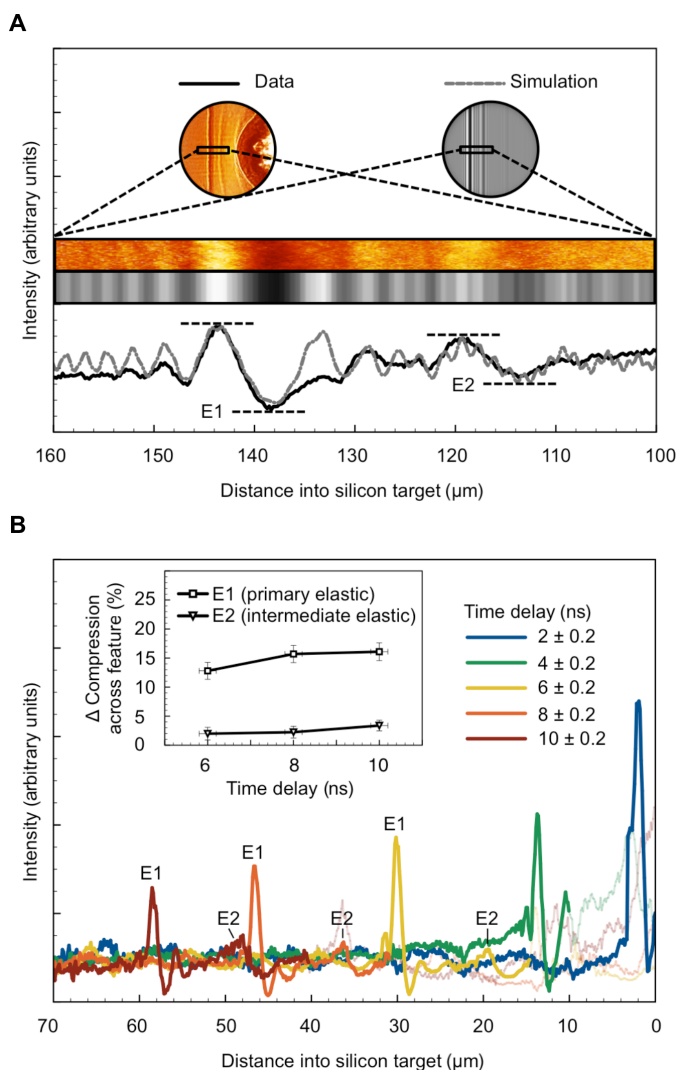 A
Data
Simulation
Intensity (arbitrary units)
E1
E2
160
150
140
130
120
110
100
Distance into silicon target (µm)
B
30
25
20
15
10
5
0
Δ Compression
across feature (%)
E1 (primary elastic)
E2 (intermediate elastic)
6
8
10
Time delay (ns)
Time delay (ns)
2 ± 0.2
4 ± 0.2
6 ± 0.2
8 ± 0.2
10 ± 0.2
Intensity (arbitrary units)
E1
E1
E1
E2
E2
E2
70
60
50
40
30
20
10
0
Distance into silicon target (µm)